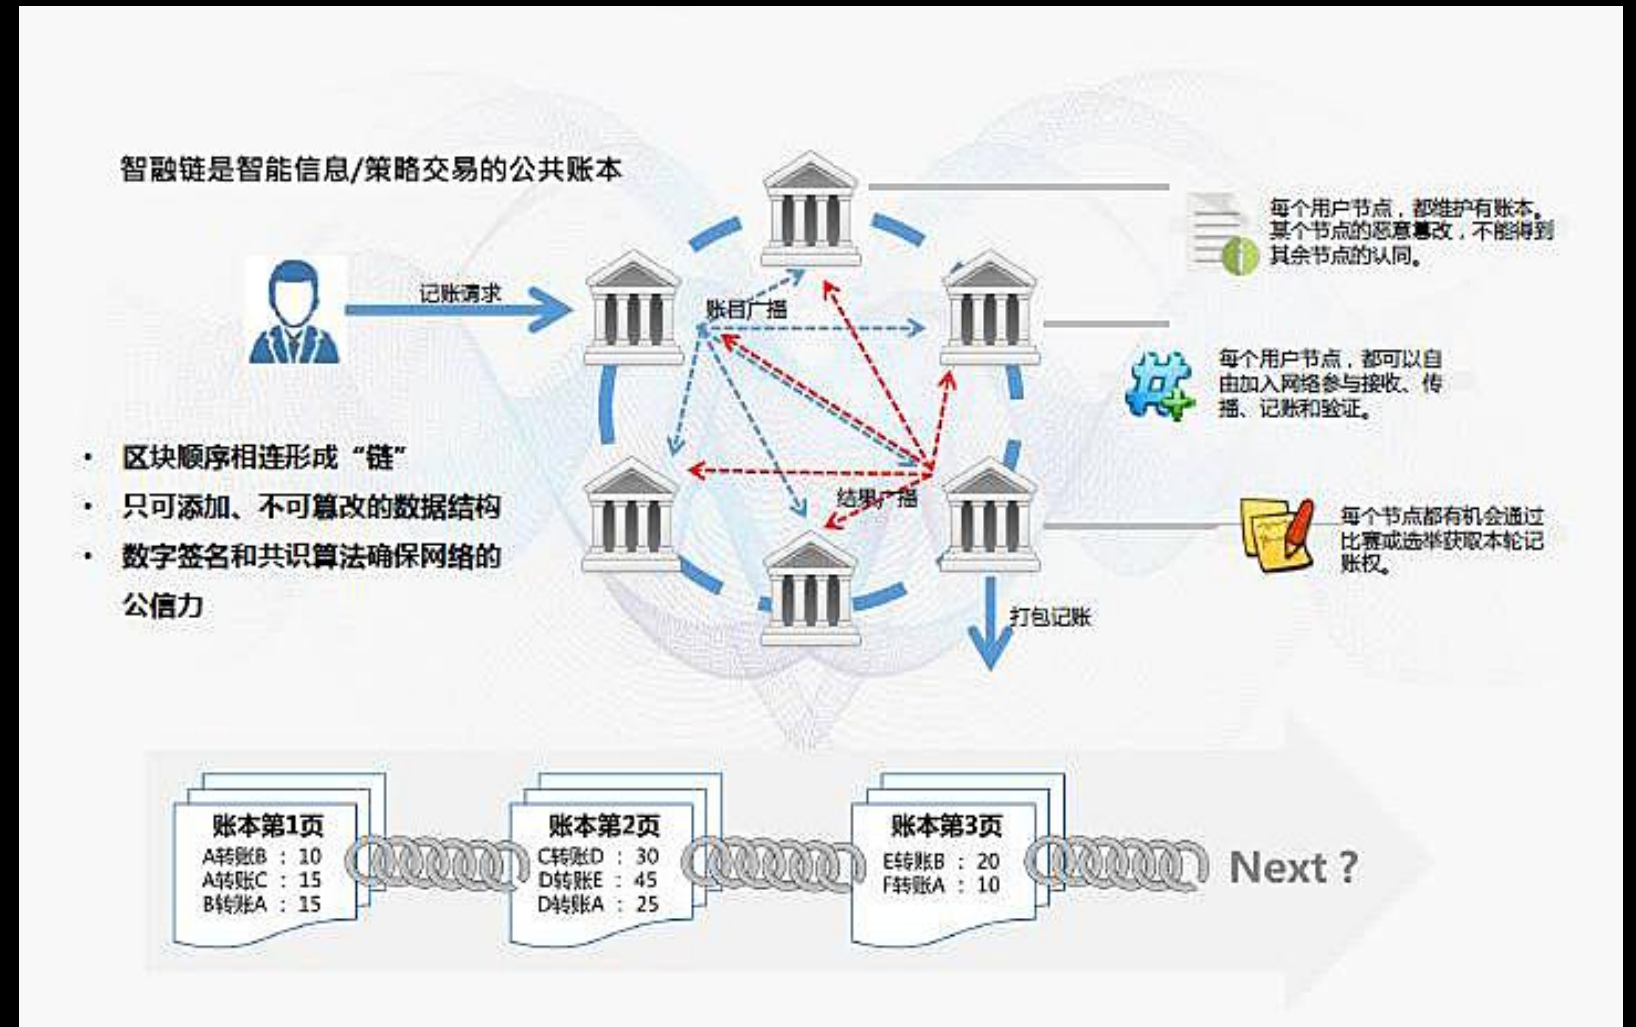 智融链是智能信息/策略交易的公共账本
每个用户节点，都维护有账本。
某个节点的恶意篡改，不能得到
其余节点的认同。
记账请求
账目广播
每个用户节点，都可以自
由加入网络参与接收、传
播、记账和验证。
· 区块顺序相连形成“链”
· 只可添加、不可篡改的数据结构
· 数字签名和共识算法确保网络的
公信力
结果广播
每个节点都有机会通过
比赛或选举获取本轮记
账权。
打包记账
账本第1页
A转账B : 10
A转账C : 15
B转账A : 15
账本第2页
C转账D : 30
D转账E : 45
D转账A : 25
账本第3页
E转账B : 20
F转账A : 10
Next ?